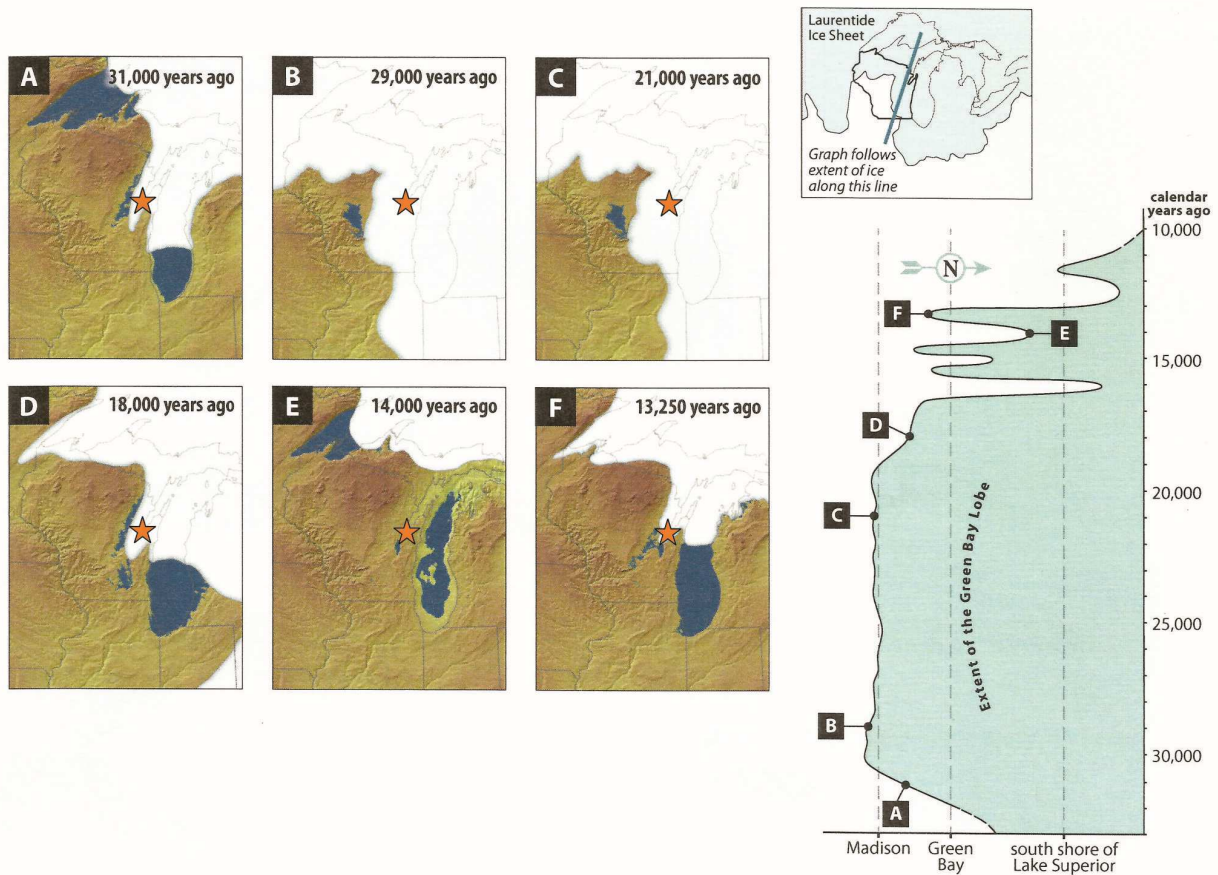 A
31,000 years ago
B
29,000 years ago
C
21,000 years ago
D
18,000 years ago
E
14,000 years ago
F
13,250 years ago
Laurentide
Ice Sheet
Graph follows
extent of ice
along this line
calendar
years ago
10,000
N
F
E
15,000
D
20,000
C
Extent of the Green Bay Lobe
25,000
B
30,000
A
Madison
Green
Bay
south shore of
Lake Superior